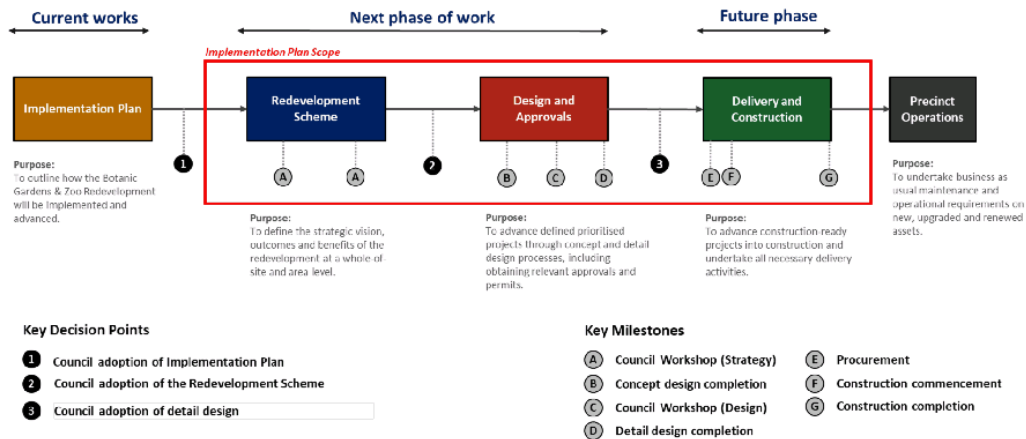 Current works
Next phase of work
Future phase
Implementation Plan Scope
Implementation Plan
Redevelopment
Scheme
Design and
Approvals
Delivery and
Construction
Precinct
Operations
1
A
A
2
B
C
D
3
E
F
G
Purpose:
To outline how the Botanic
Gardens & Zoo Redevelopment
will be implemented and
advanced.
Purpose:
To define the strategic vision,
outcomes and benefits of the
redevelopment at a whole of-
site and area level.
Purpose:
To advance defined prioritised
projects through concept and detail
design processes, including
obtaining relevant approvals and
permits.
Purpose:
To advance construction-ready
projects into construction and
undertake all necessary delivery
activities.
Purpose:
To undertake business as
usual maintenance and
operational requirements on
new, upgraded and renewed
assets.
Key Decision Points
1 Council adoption of Implementation Plan
2 Council adoption of the Redevelopment Scheme
3 Council adoption of detail design
Key Milestones
A Council Workshop (Strategy)
B Concept design completion
C Council Workshop (Design)
D Detail design completion
E Procurement
F Construction commencement
G Construction completion